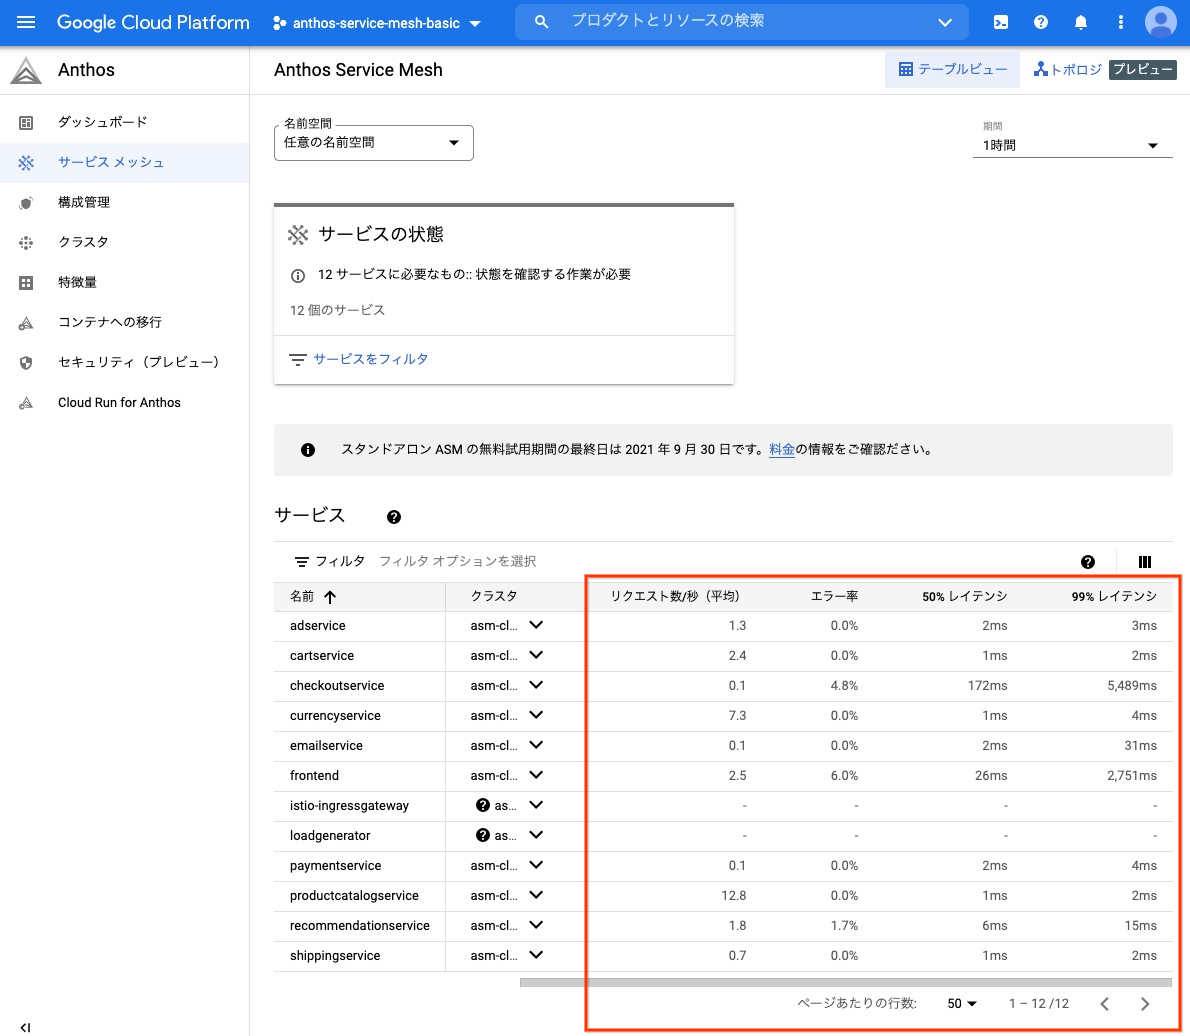 Google Cloud Platform anthos-service-mesh-basic プロダクトとリソースの検索
Anthos
Anthos Service Mesh テーブルビュー トポロジ プレビュー
ダッシュボード
サービス メッシュ
構成管理
クラスタ
特徴量
コンテナへの移行
セキュリティ（プレビュー）
Cloud Run for Anthos
名前空間
任意の名前空間
期間
1時間
サービスの状態
12 サービスに必要なもの:: 状態を確認する作業が必要
12 個のサービス
サービスをフィルタ
スタンドアロン ASM の無料試用期間の最終日は 2021 年 9 月 30 日です。料金の情報をご確認ださい。
サービス
フィルタ フィルタ オプションを選択
名前 クラスタ リクエスト数/秒（平均） エラー率 50% レイテンシ 99% レイテンシ
adservice asm-cl... 1.3 0.0% 2ms 3ms
cartservice asm-cl... 2.4 0.0% 1ms 2ms
checkoutservice asm-cl... 0.1 4.8% 172ms 5,489ms
currencyservice asm-cl... 7.3 0.0% 1ms 4ms
emailservice asm-cl... 0.1 0.0% 2ms 31ms
frontend asm-cl... 2.5 6.0% 26ms 2,751ms
istio-ingressgateway as... - - - -
loadgenerator as... - - - -
paymentservice asm-cl... 0.1 0.0% 2ms 4ms
productcatalogservice asm-cl... 12.8 0.0% 1ms 2ms
recommendationservice asm-cl... 1.8 1.7% 6ms 15ms
shippingservice asm-cl... 0.7 0.0% 1ms 2ms
ページあたりの行数: 50 1 – 12 /12